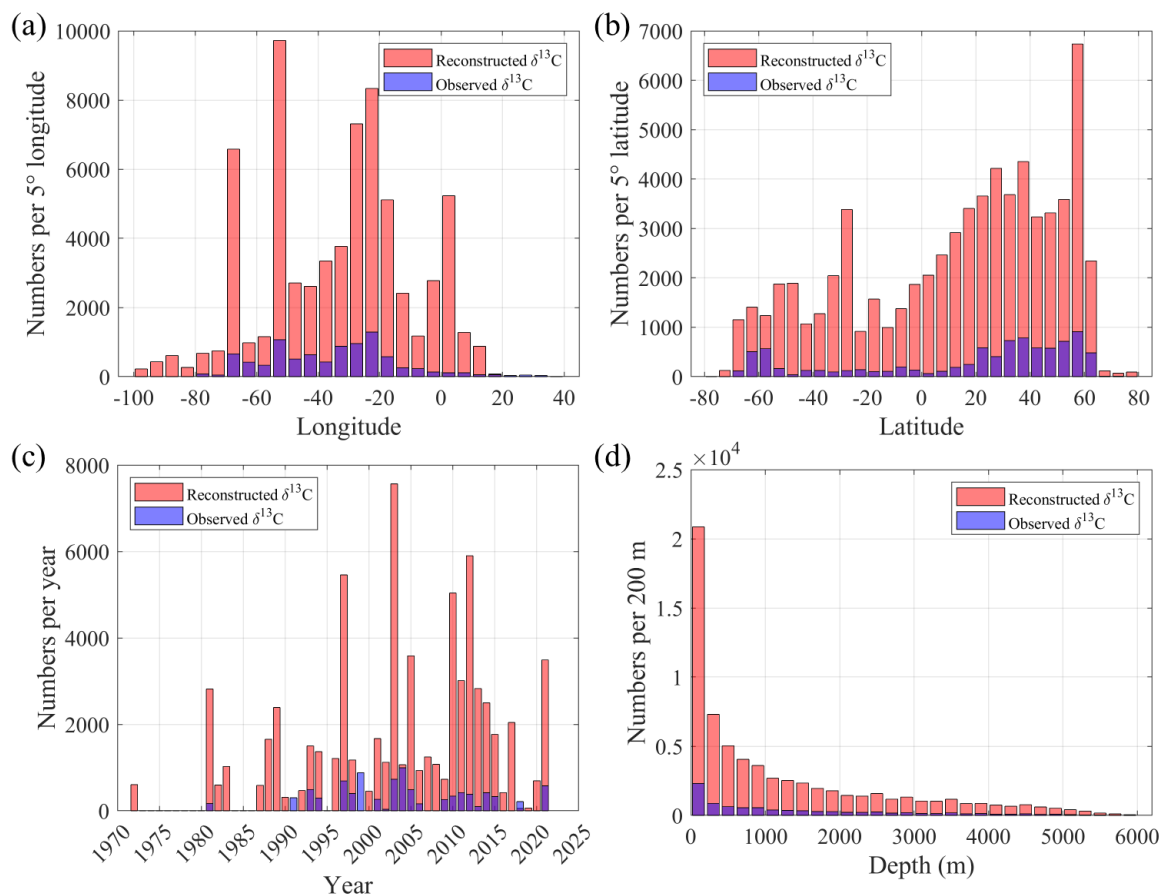 (a)
Numbers per 5° longitude
10000
8000
6000
4000
2000
0
-100 -80 -60 -40 -20 0 20 40
Longitude
Reconstructed δ¹³C
Observed δ¹³C
(b)
Numbers per 5° latitude
7000
6000
5000
4000
3000
2000
1000
0
-80 -60 -40 -20 0 20 40 60 80
Latitude
Reconstructed δ¹³C
Observed δ¹³C
(c)
Numbers per year
8000
6000
4000
2000
0
1970 1975 1980 1985 1990 1995 2000 2005 2010 2015 2020 2025
Year
Reconstructed δ¹³C
Observed δ¹³C
(d)
×10⁴
Numbers per 200 m
2.5
2
1.5
1
0.5
0
0 1000 2000 3000 4000 5000 6000
Depth (m)
Reconstructed δ¹³C
Observed δ¹³C